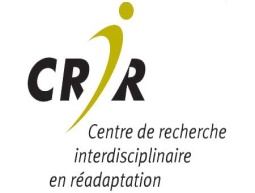 CRIR
Centre de recherche
interdisciplinaire
en réadaptation